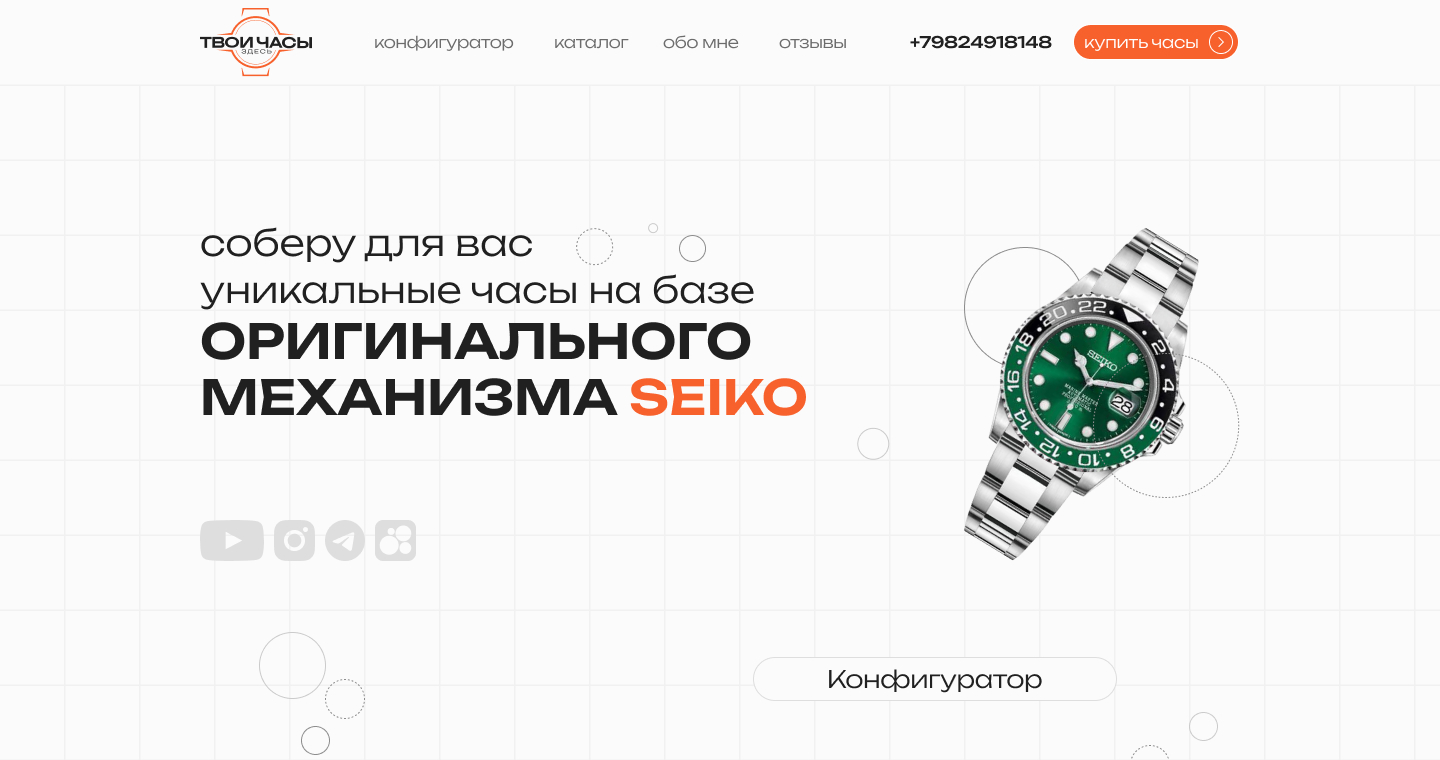 ТВОИ ЧАСЫ
ЗДЕСЬ
конфигуратор
каталог
обо мне
отзывы
+79824918148
купить часы
соберу для вас
уникальные часы на базе
ОРИГИНАЛЬНОГО
МЕХАНИЗМА SEIKO
20 22
18
16
14
12
10
8
6
4
2
SEIKO
28
Конфигуратор